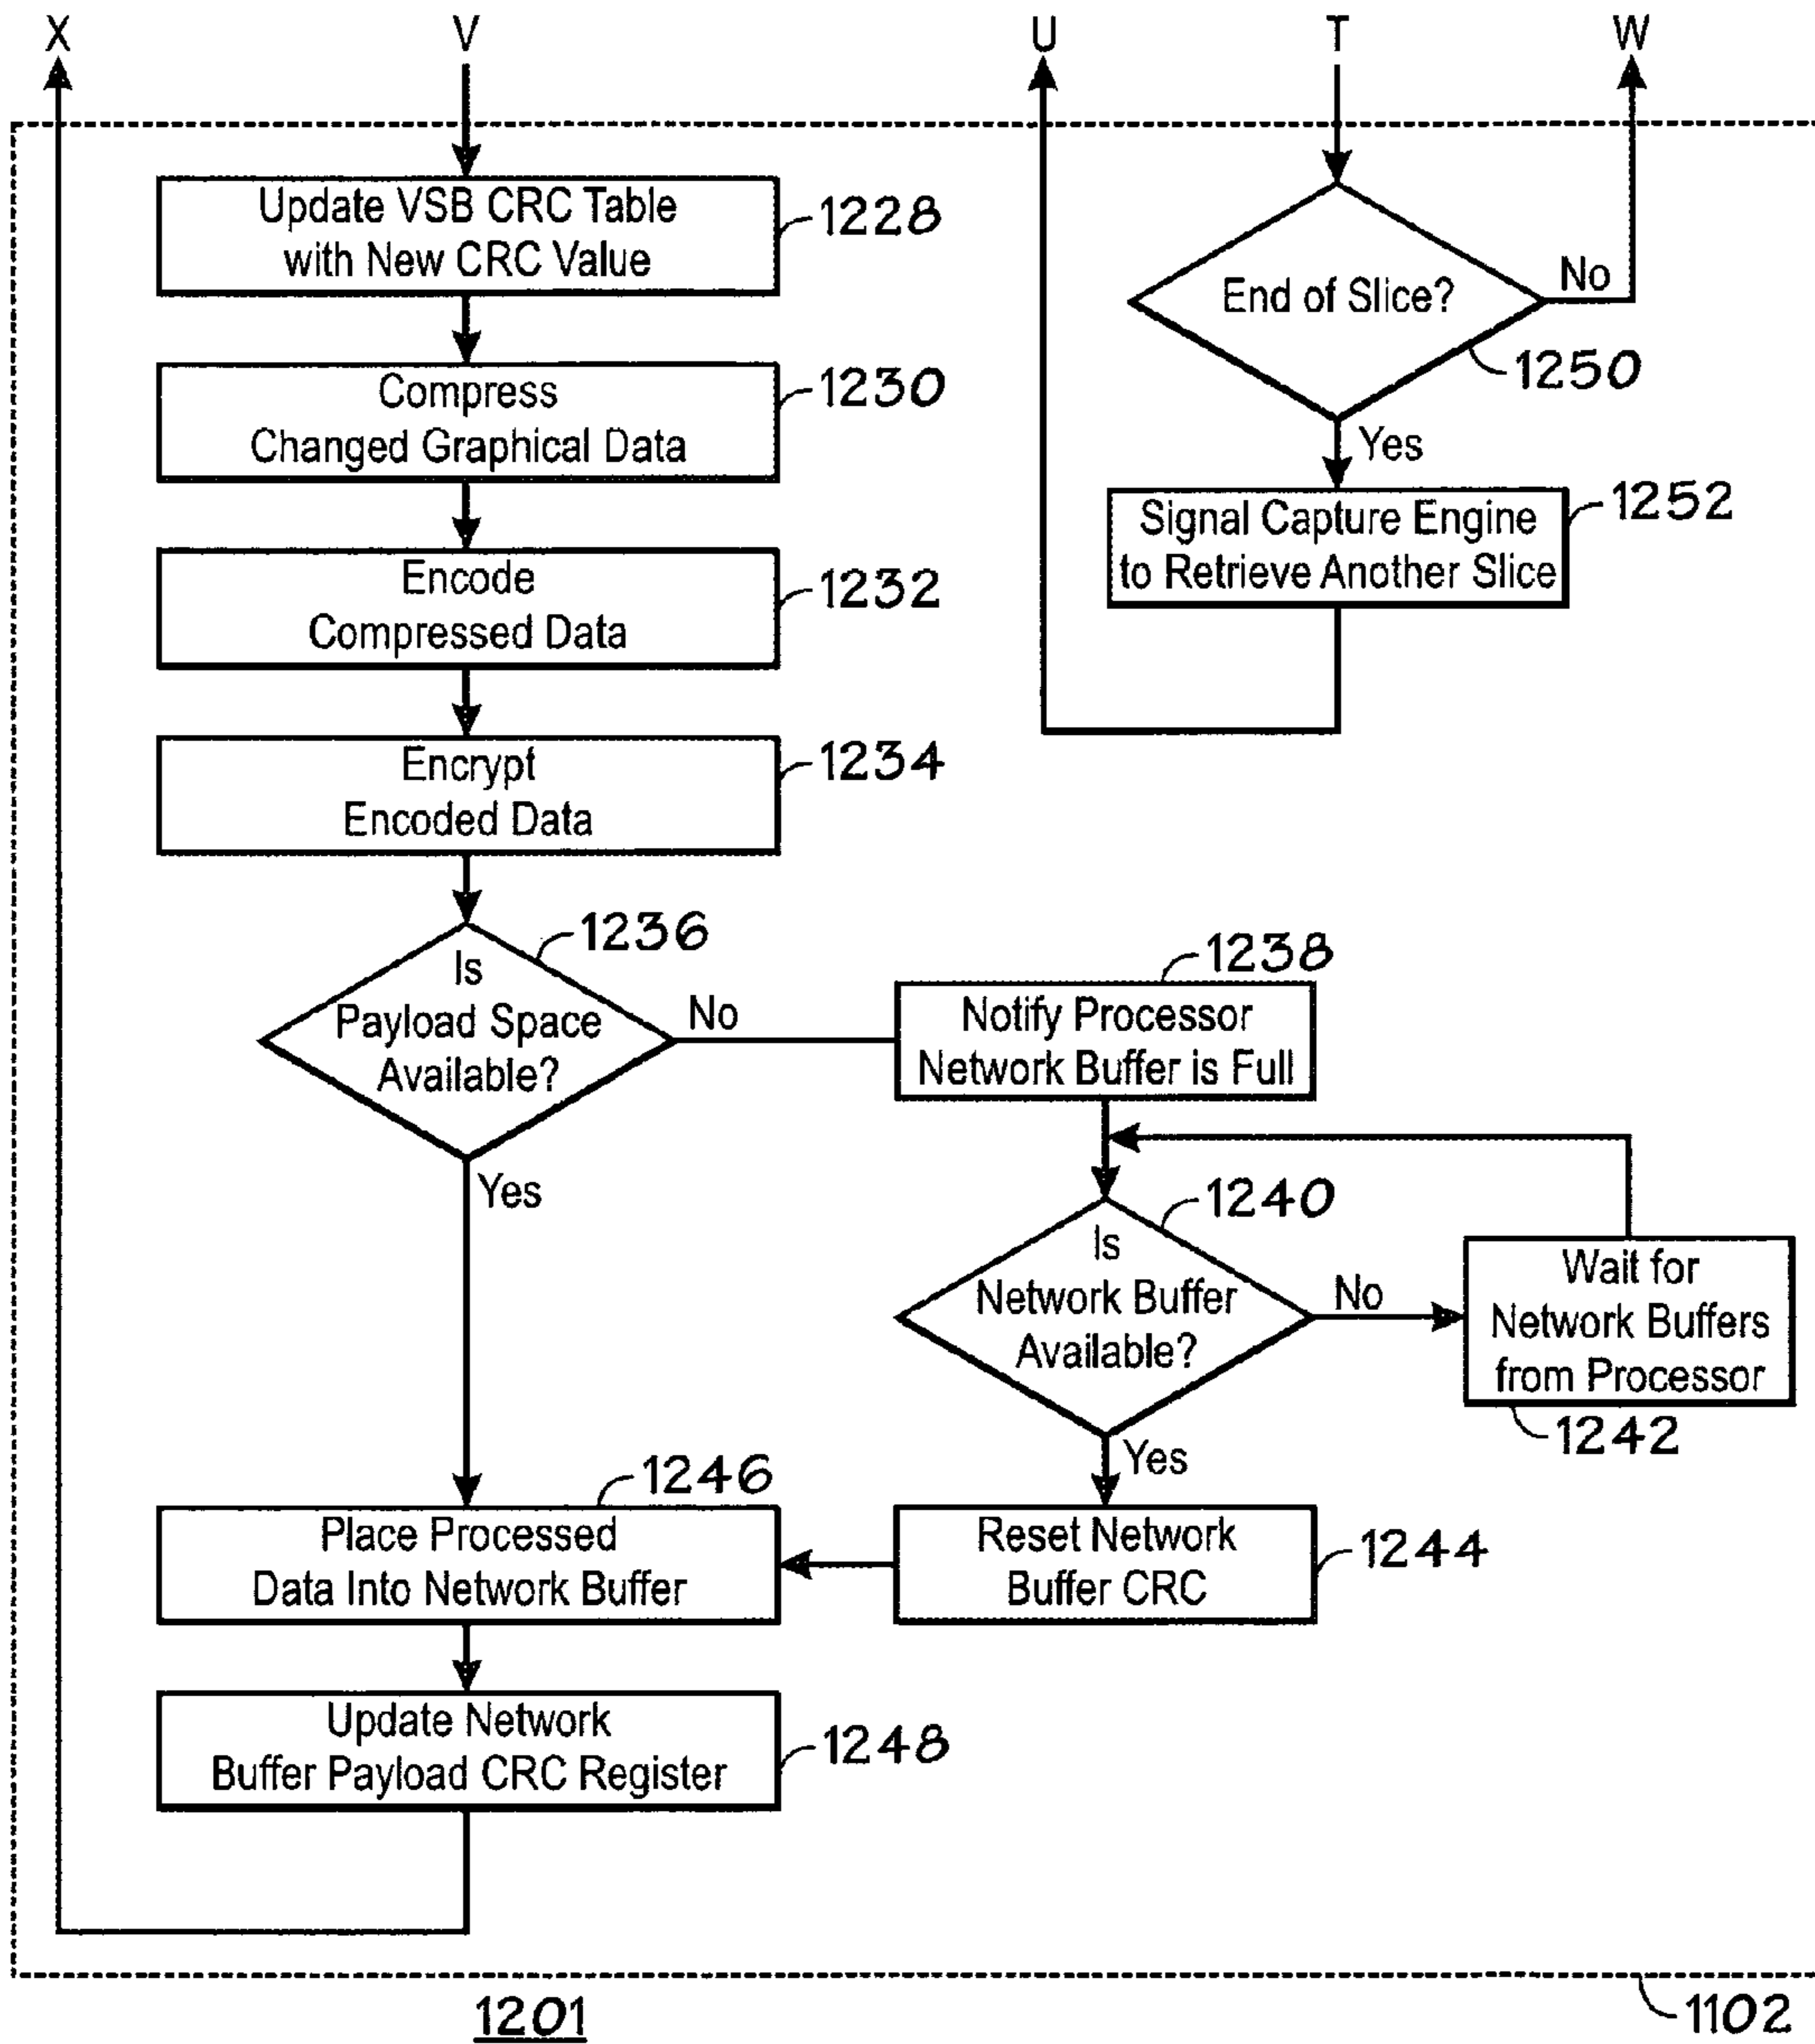 X
V
U
T
W
Update VSB CRC Table
with New CRC Value
1228
Compress
Changed Graphical Data
1230
Encode
Compressed Data
1232
Encrypt
Encoded Data
1234
End of Slice?
No
1250
Yes
Signal Capture Engine
to Retrieve Another Slice
1252
Is
Payload Space
Available?
1236
No
Yes
Notify Processor
Network Buffer is Full
1238
Is
Network Buffer
Available?
1240
No
Yes
Wait for
Network Buffers
from Processor
1242
Reset Network
Buffer CRC
1244
Place Processed
Data Into Network Buffer
1246
Update Network
Buffer Payload CRC Register
1248
1201
1102